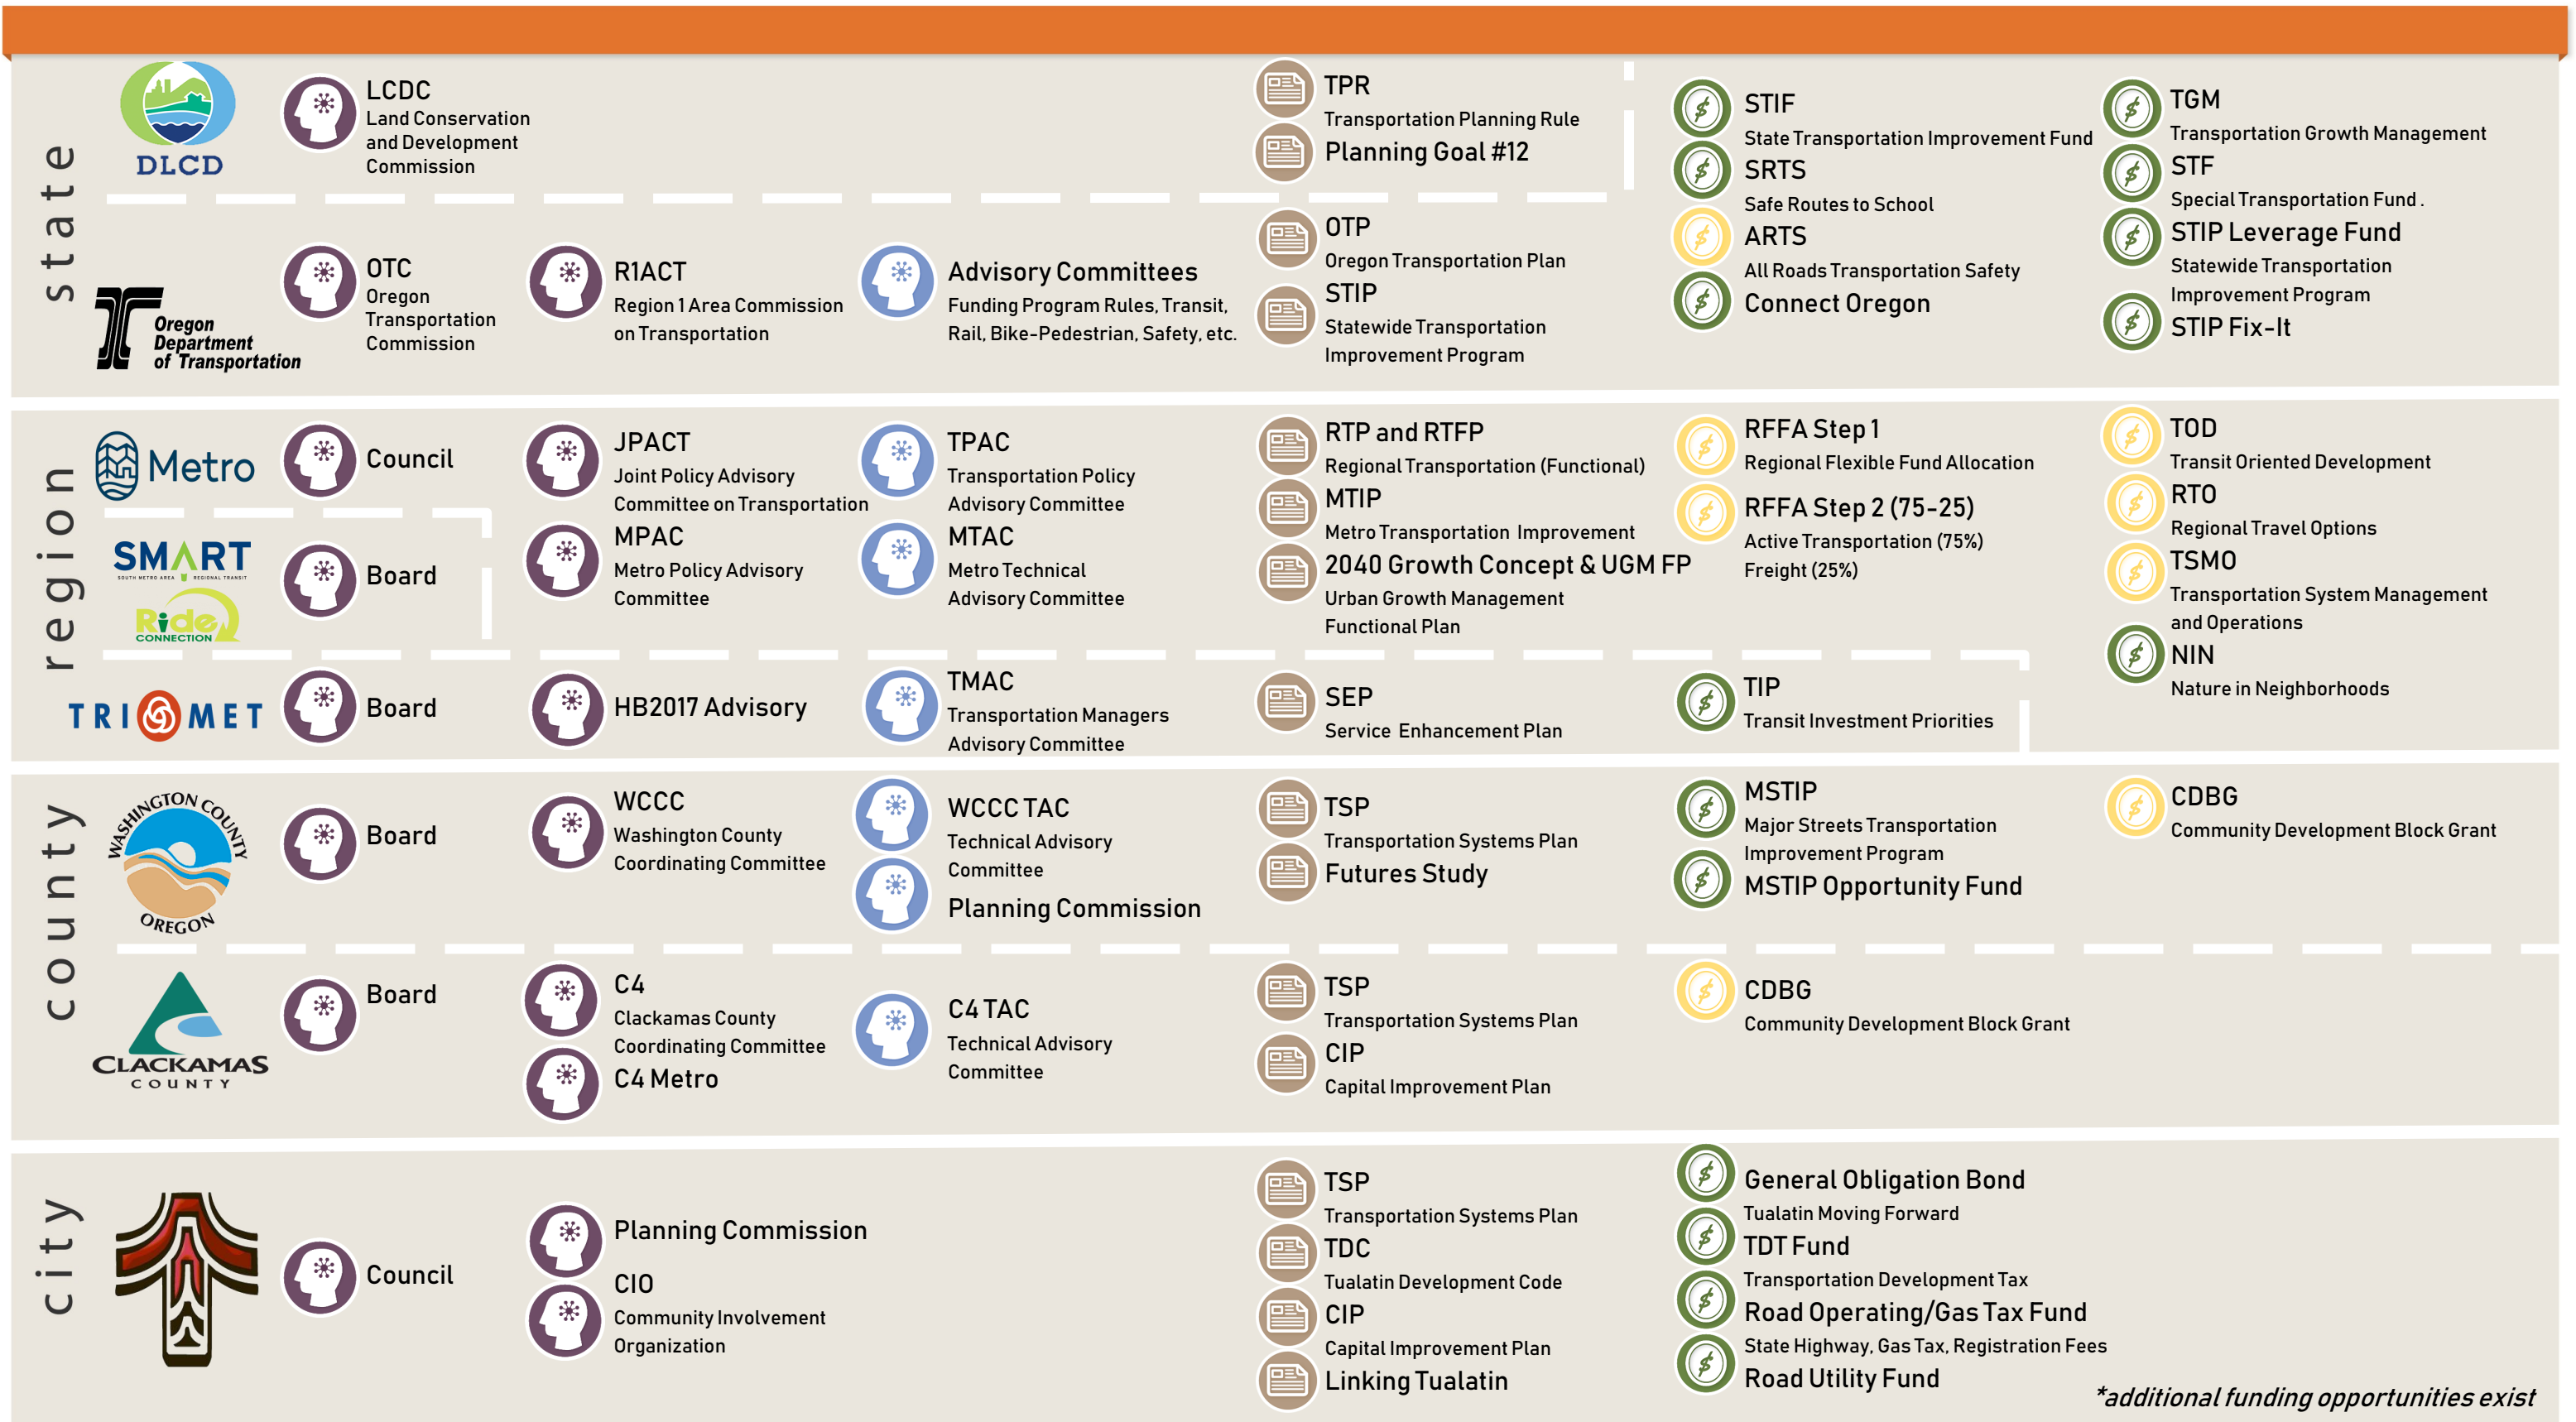 state
DLCD
LCDC
Land Conservation
and Development
Commission
TPR
Transportation Planning Rule
Planning Goal #12
Oregon
Department
of Transportation
OTC
Oregon
Transportation
Commission
R1ACT
Region 1 Area Commission
on Transportation
Advisory Committees
Funding Program Rules, Transit,
Rail, Bike-Pedestrian, Safety, etc.
OTP
Oregon Transportation Plan
STIP
Statewide Transportation
Improvement Program
STIF
State Transportation Improvement Fund
SRTS
Safe Routes to School
ARTS
All Roads Transportation Safety
Connect Oregon
TGM
Transportation Growth Management
STF
Special Transportation Fund .
STIP Leverage Fund
Statewide Transportation
Improvement Program
STIP Fix-It
region
Metro
Council
JPACT
Joint Policy Advisory
Committee on Transportation
MPAC
Metro Policy Advisory
Committee
TPAC
Transportation Policy
Advisory Committee
MTAC
Metro Technical
Advisory Committee
RTP and RTFP
Regional Transportation (Functional)
MTIP
Metro Transportation Improvement
2040 Growth Concept & UGM FP
Urban Growth Management
Functional Plan
RFFA Step 1
Regional Flexible Fund Allocation
RFFA Step 2 (75-25)
Active Transportation (75%)
Freight (25%)
TOD
Transit Oriented Development
RTO
Regional Travel Options
TSMO
Transportation System Management
and Operations
NIN
Nature in Neighborhoods
SMART
SOUTH METRO AREA REGIONAL TRANSIT
Ride
CONNECTION
Board
TRIMET
Board
HB2017 Advisory
TMAC
Transportation Managers
Advisory Committee
SEP
Service Enhancement Plan
TIP
Transit Investment Priorities
county
WASHINGTON COUNTY
OREGON
Board
WCCC
Washington County
Coordinating Committee
WCCC TAC
Technical Advisory
Committee
Planning Commission
TSP
Transportation Systems Plan
Futures Study
MSTIP
Major Streets Transportation
Improvement Program
MSTIP Opportunity Fund
CDBG
Community Development Block Grant
CLACKAMAS
COUNTY
Board
C4
Clackamas County
Coordinating Committee
C4 Metro
C4 TAC
Technical Advisory
Committee
TSP
Transportation Systems Plan
CIP
Capital Improvement Plan
CDBG
Community Development Block Grant
city
Council
Planning Commission
CIO
Community Involvement
Organization
TSP
Transportation Systems Plan
TDC
Tualatin Development Code
CIP
Capital Improvement Plan
Linking Tualatin
General Obligation Bond
Tualatin Moving Forward
TDT Fund
Transportation Development Tax
Road Operating/Gas Tax Fund
State Highway, Gas Tax, Registration Fees
Road Utility Fund
*additional funding opportunities exist